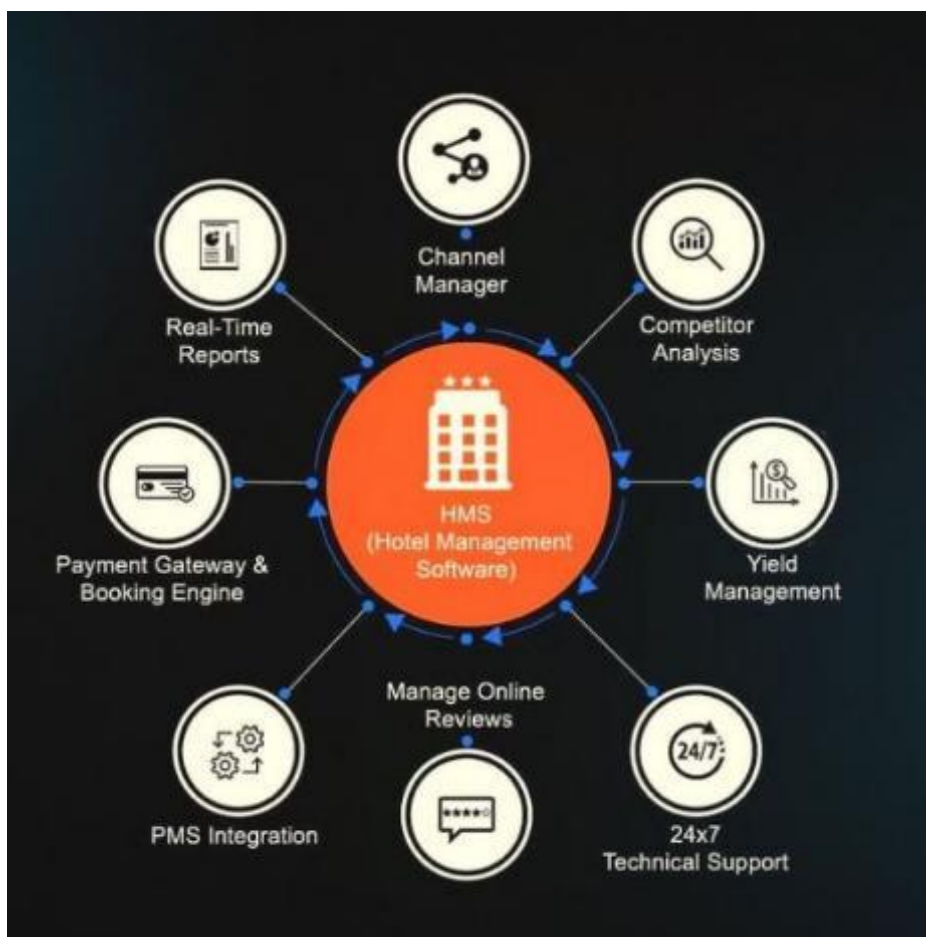 Channel
Manager
Real-Time
Reports
Competitor
Analysis
HMS
(Hotel Management
Software)
Payment Gateway &
Booking Engine
Yield
Management
Manage Online
Reviews
PMS Integration
24/7
24x7
Technical Support